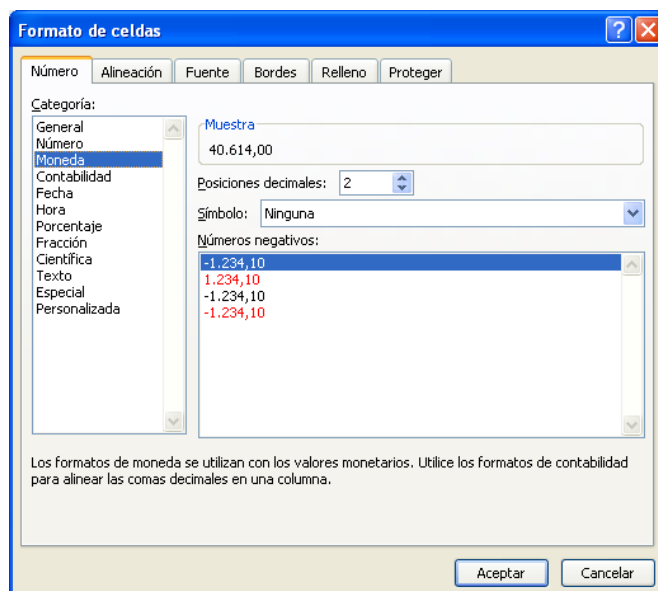 Formato de celdas
Número
Alineación
Fuente
Bordes
Relleno
Proteger
Categoría:
General
Número
Moneda
Contabilidad
Fecha
Hora
Porcentaje
Fracción
Científica
Texto
Especial
Personalizada
Muestra
40.614,00
Posiciones decimales: 2
Símbolo: Ninguna
Números negativos:
-1.234,10
1.234,10
-1.234,10
-1.234,10
Los formatos de moneda se utilizan con los valores monetarios. Utilice los formatos de contabilidad
para alinear las comas decimales en una columna.
Aceptar
Cancelar